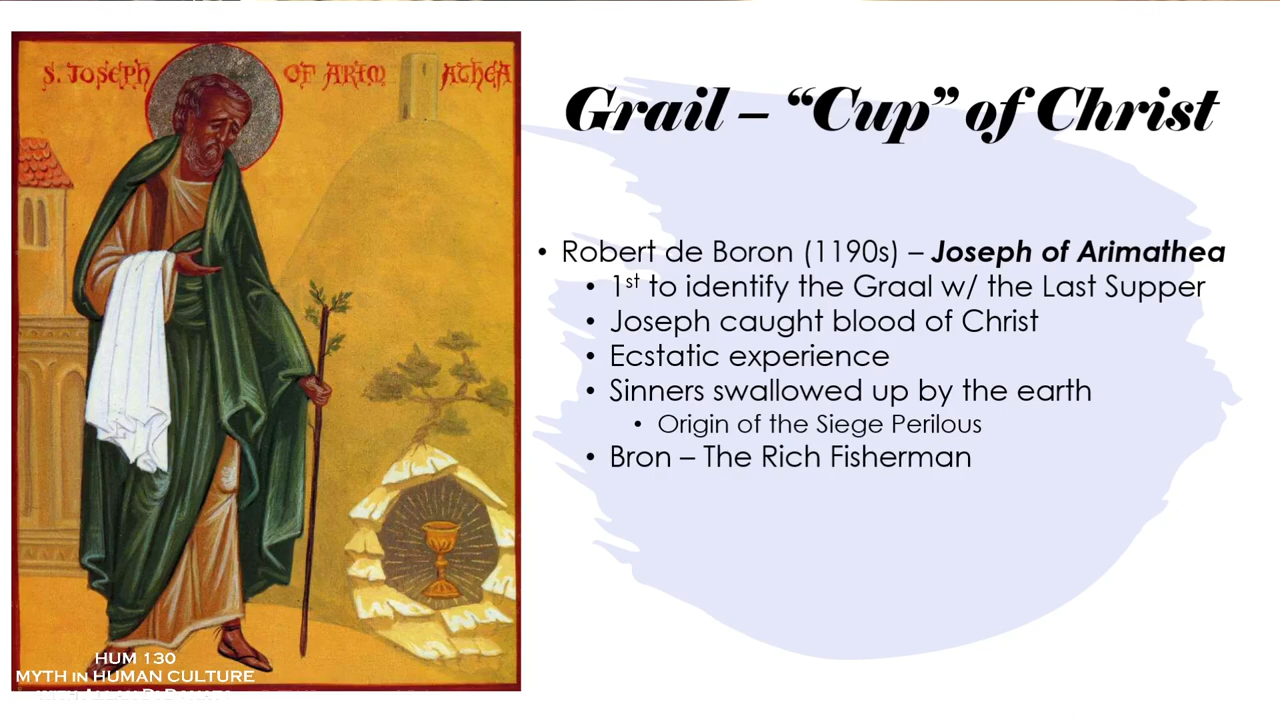 S. JOSEPH OF ARIM ATHEA
Grail – “Cup” of Christ
• Robert de Boron (1190s) – Joseph of Arimathea
• 1st to identify the Graal w/ the Last Supper
• Joseph caught blood of Christ
• Ecstatic experience
• Sinners swallowed up by the earth
• Origin of the Siege Perilous
• Bron – The Rich Fisherman
HUM 130
MYTH in HUMAN CULTURE